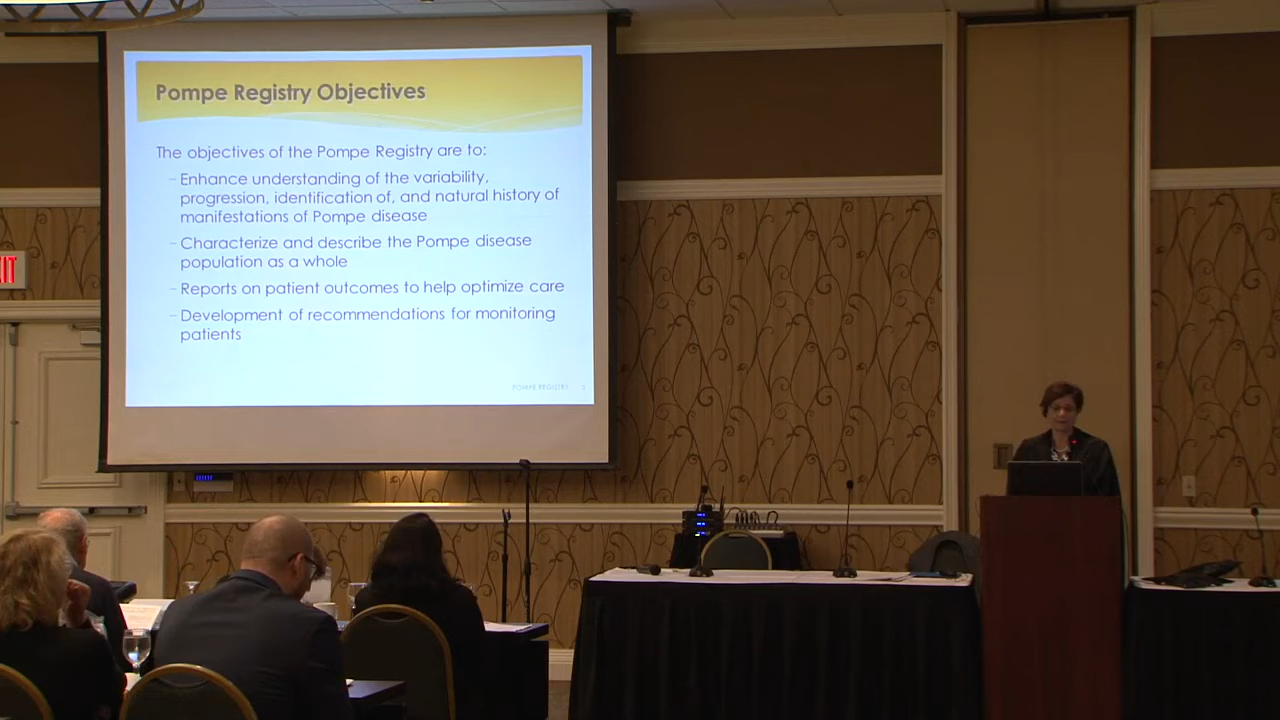 Pompe Registry Objectives
The objectives of the Pompe Registry are to:
– Enhance understanding of the variability,
progression, identification of, and natural history of
manifestations of Pompe disease
– Characterize and describe the Pompe disease
population as a whole
– Reports on patient outcomes to help optimize care
– Development of recommendations for monitoring
patients
POMPE REGISTRY
IT